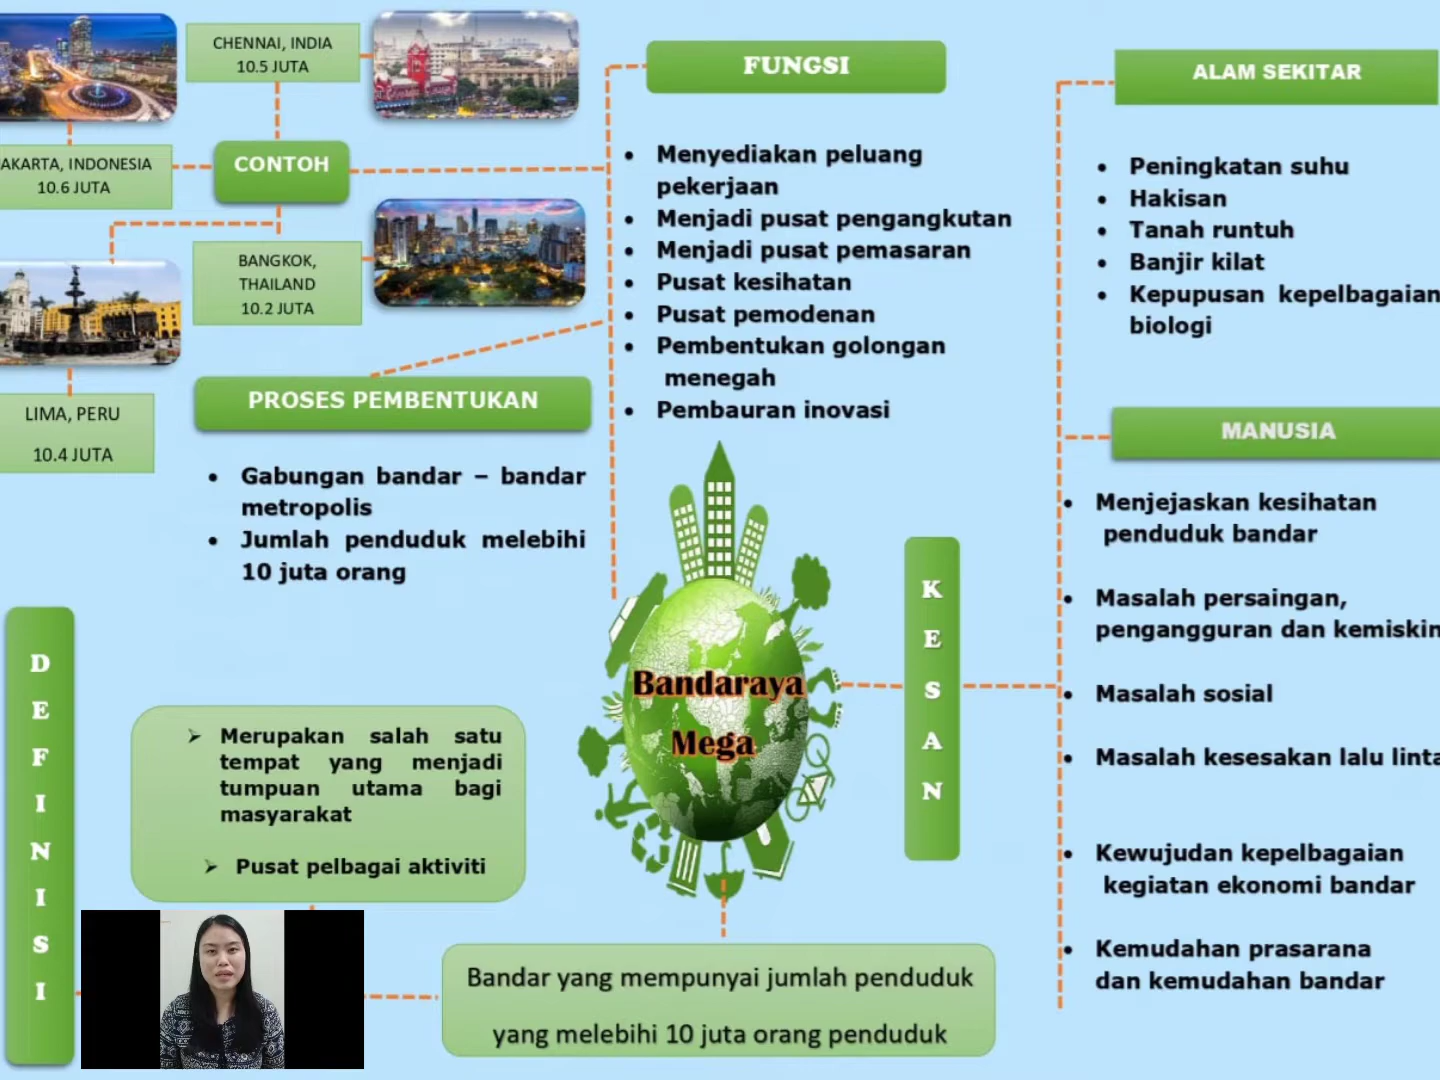 CHENNAI, INDIA
10.5 JUTA
AKARTA, INDONESIA
10.6 JUTA
CONTOH
BANGKOK,
THAILAND
10.2 JUTA
LIMA, PERU
10.4 JUTA
PROSES PEMBENTUKAN
Gabungan bandar – bandar
metropolis
Jumlah penduduk melebihi
10 juta orang
FUNGSI
Menyediakan peluang
pekerjaan
Menjadi pusat pengangkutan
Menjadi pusat pemasaran
Pusat kesihatan
Pusat pemodenan
Pembentukan golongan
menegah
Pembauran inovasi
Bandaraya
Mega
DEFINISI
Merupakan salah satu
tempat yang menjadi
tumpuan utama bagi
masyarakat
Pusat pelbagai aktiviti
Bandar yang mempunyai jumlah penduduk
yang melebihi 10 juta orang penduduk
KESAN
ALAM SEKITAR
Peningkatan suhu
Hakisan
Tanah runtuh
Banjir kilat
Kepupusan kepelbagaian
biologi
MANUSIA
Menjejaskan kesihatan
penduduk bandar
Masalah persaingan,
pengangguran dan kemiskin
Masalah sosial
Masalah kesesakan lalu linta
Kewujudan kepelbagaian
kegiatan ekonomi bandar
Kemudahan prasarana
dan kemudahan bandar